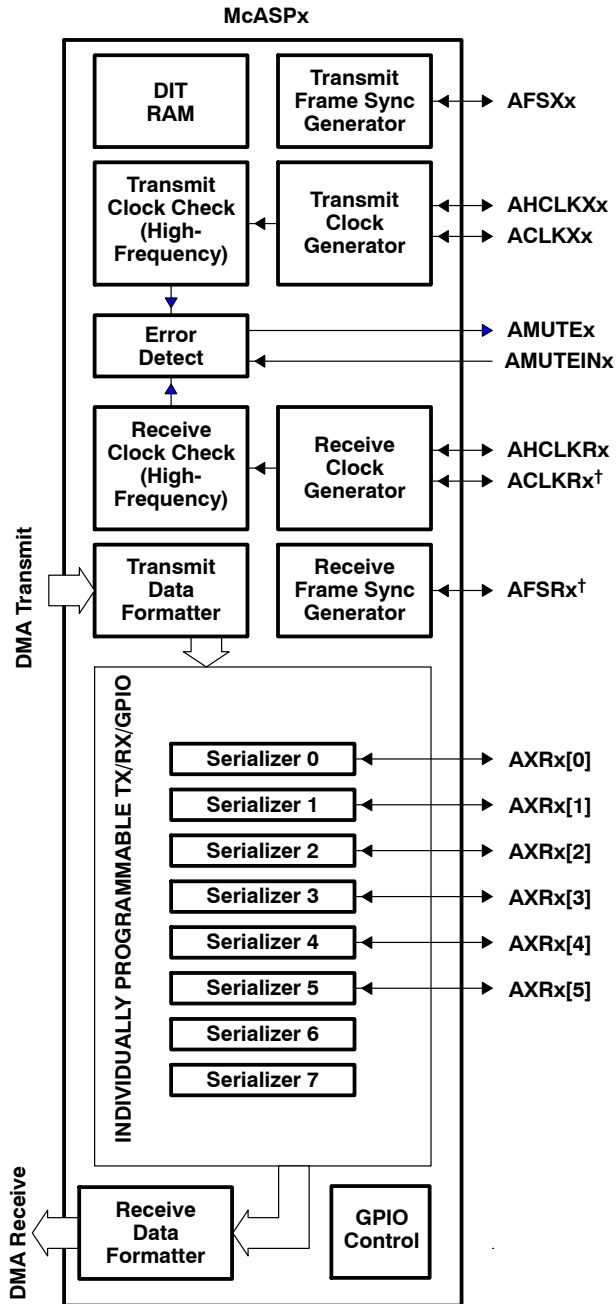 McASPx
DIT
RAM
Transmit
Frame Sync
Generator
AFSXx
Transmit
Clock Check
(High-
Frequency)
Transmit
Clock
Generator
AHCLKXx
ACLKXx
Error
Detect
AMUTEx
AMUTEINx
Receive
Clock Check
(High-
Frequency)
Receive
Clock
Generator
AHCLKRx
ACLKRx†
DMA Transmit
Transmit
Data
Formatter
Receive
Frame Sync
Generator
AFSRx†
INDIVIDUALLY PROGRAMMABLE TX/RX/GPIO
Serializer 0
AXRx[0]
Serializer 1
AXRx[1]
Serializer 2
AXRx[2]
Serializer 3
AXRx[3]
Serializer 4
AXRx[4]
Serializer 5
AXRx[5]
Serializer 6
Serializer 7
DMA Receive
Receive
Data
Formatter
GPIO
Control